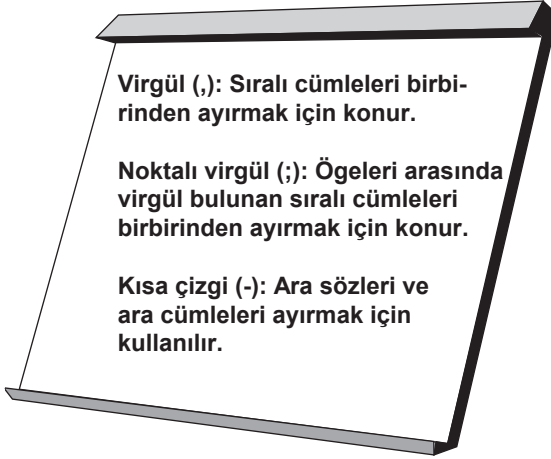 Virgül (,): Sıralı cümleleri birbi-
rinden ayırmak için konur.
Noktalı virgül (;): Ögeleri arasında
virgül bulunan sıralı cümleleri
birbirinden ayırmak için konur.
Kısa çizgi (-): Ara sözleri ve
ara cümleleri ayırmak için
kullanılır.